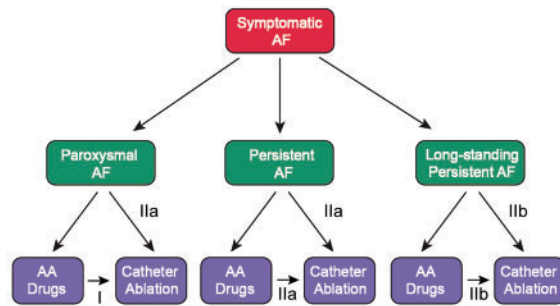 Symptomatic
AF
Paroxysmal
AF
Persistent
AF
Long-standing
Persistent AF
IIa
IIa
IIb
AA
Drugs
I
Catheter
Ablation
AA
Drugs
IIa
Catheter
Ablation
AA
Drugs
IIb
Catheter
Ablation